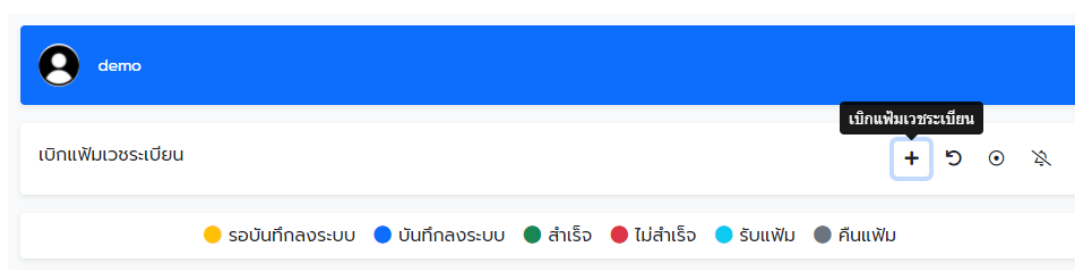 demo
เบิกแฟ้มเวชระเบียน
เบิกแฟ้มเวชระเบียน
รอบันทึกลงระบบ บันทึกลงระบบ สำเร็จ ไม่สำเร็จ รับแฟ้ม คืนแฟ้ม